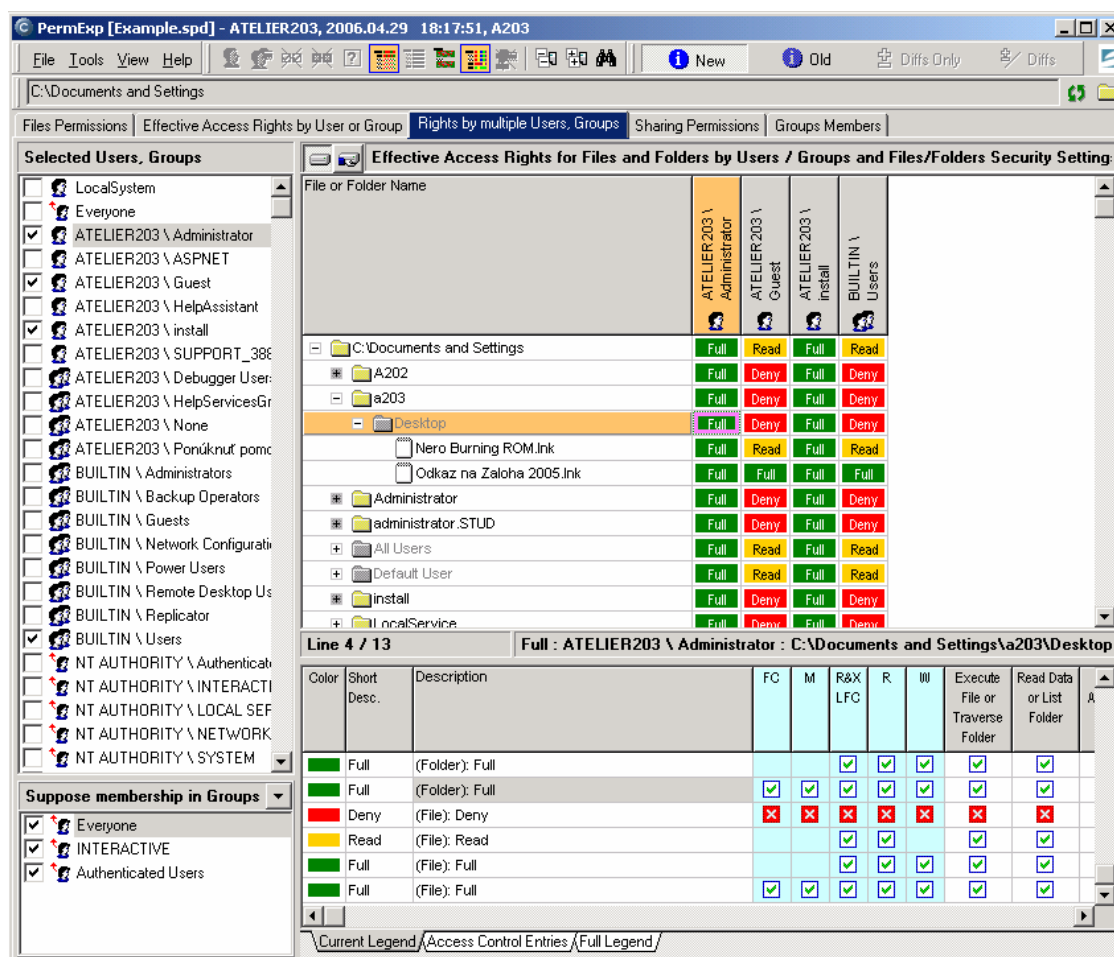 PermExp [Example.spd] - ATELIER203, 2006.04.29 18:17:51, A203
File Tools View Help New Old Diffs Only Diffs
C:\Documents and Settings
Files Permissions Effective Access Rights by User or Group Rights by multiple Users, Groups Sharing Permissions Groups Members
Selected Users, Groups
LocalSystem
Everyone
ATELIER203 \ Administrator
ATELIER203 \ ASPNET
ATELIER203 \ Guest
ATELIER203 \ HelpAssistant
ATELIER203 \ install
ATELIER203 \ SUPPORT_388
ATELIER203 \ Debugger User
ATELIER203 \ HelpServicesGr
ATELIER203 \ None
ATELIER203 \ Ponúknuť pomo
BUILTIN \ Administrators
BUILTIN \ Backup Operators
BUILTIN \ Guests
BUILTIN \ Network Configurati
BUILTIN \ Power Users
BUILTIN \ Remote Desktop Us
BUILTIN \ Replicator
BUILTIN \ Users
NT AUTHORITY \ Authenticat
NT AUTHORITY \ INTERACTI
NT AUTHORITY \ LOCAL SEF
NT AUTHORITY \ NETWORK
NT AUTHORITY \ SYSTEM
Suppose membership in Groups
Everyone
INTERACTIVE
Authenticated Users
Effective Access Rights for Files and Folders by Users / Groups and Files/Folders Security Setting
File or Folder Name
ATELIER203 \
Administrator
ATELIER203 \
Guest
ATELIER203 \
install
BUILTIN \
Users
C:\Documents and Settings Full Read Full Read
A202 Full Deny Full Deny
a203 Full Deny Full Deny
Desktop Full Deny Full Deny
Nero Burning ROM.lnk Full Read Full Read
Odkaz na Zaloha 2005.lnk Full Full Full Full
Administrator Full Deny Full Deny
administrator.STUD Full Deny Full Deny
All Users Full Read Full Read
Default User Full Read Full Read
install Full Deny Full Deny
LocalService Full Deny Full Deny
Line 4 / 13 Full : ATELIER203 \ Administrator : C:\Documents and Settings\a203\Desktop
Color Short Description FC M R&X R W Execute Read Data
Desc. LFC File or or List
Traverse Folder
Folder
Full (Folder): Full
Full (Folder): Full
Deny (File): Deny
Read (File): Read
Full (File): Full
Full (File): Full
Current Legend Access Control Entries Full Legend